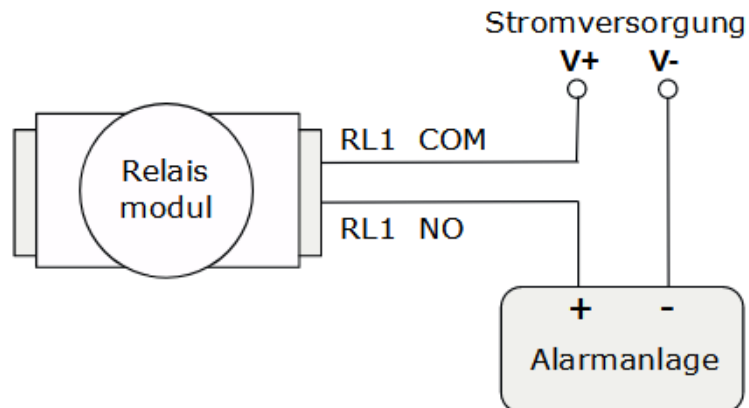 Stromversorgung
V+ V-
RL1 COM
Relais
modul
RL1 NO
+ -
Alarmanlage